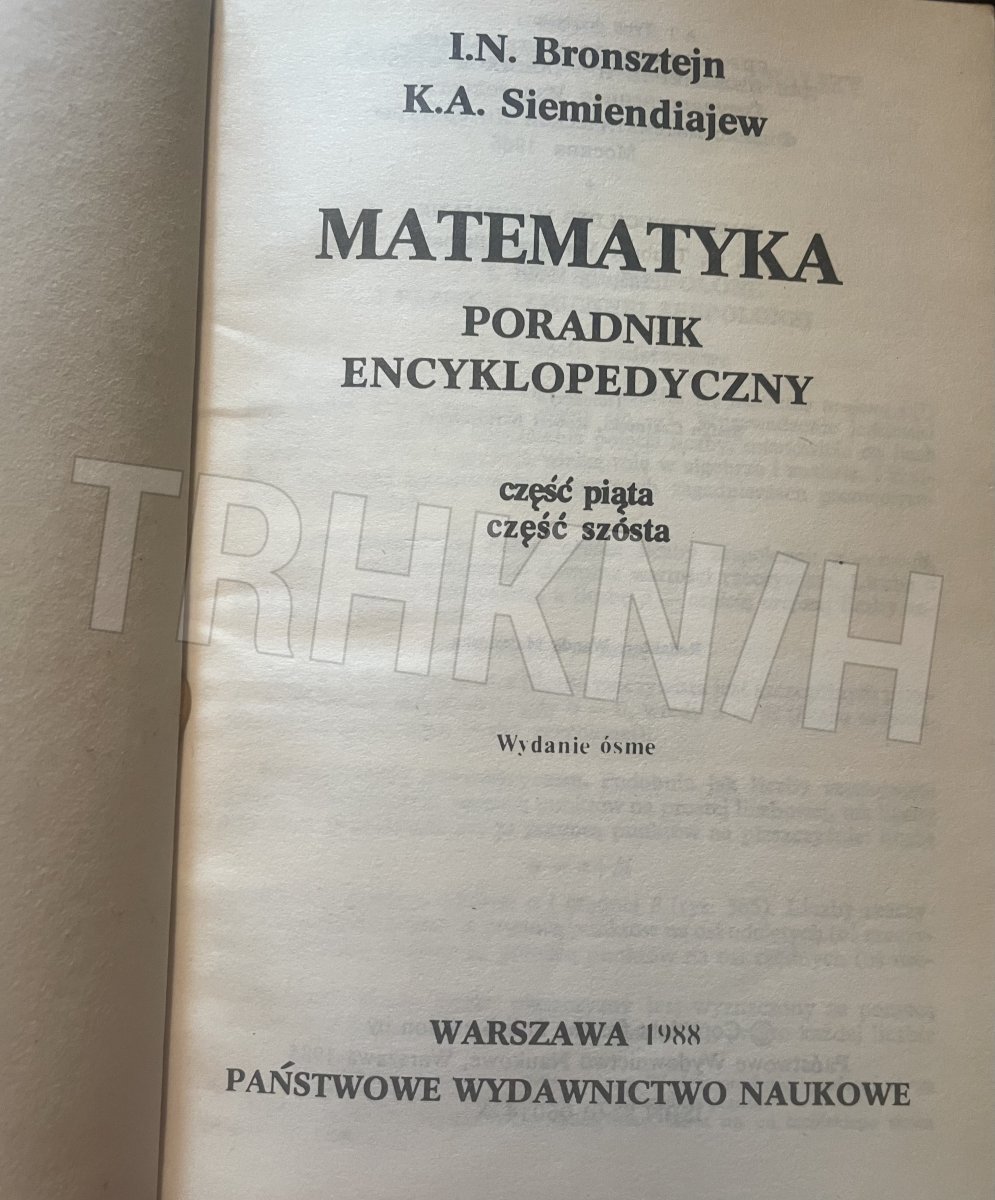 I.N. Bronsztejn
K.A. Siemiendiajew
MATEMATYKA
PORADNIK
ENCYKLOPEDYCZNY
część piąta
część szósta
TRHKN/H
Wydanie ósme
WARSZAWA 1988
PAŃSTWOWE WYDAWNICTWO NAUKOWE